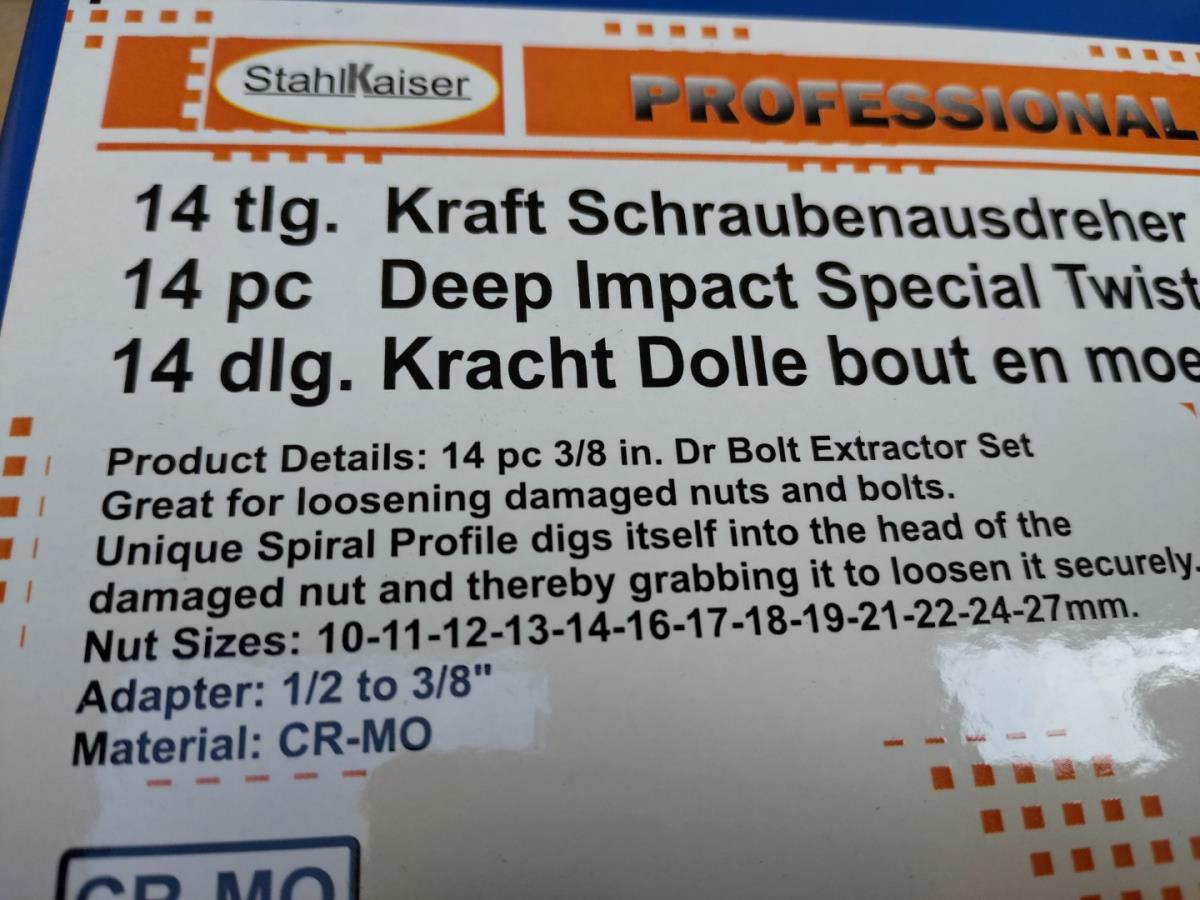 StahlKaiser
PROFESSIONAL
14 tlg. Kraft Schraubenausdreher
14 pc Deep Impact Special Twist
14 dlg. Kracht Dolle bout en moe
Product Details: 14 pc 3/8 in. Dr Bolt Extractor Set
Great for loosening damaged nuts and bolts.
Unique Spiral Profile digs itself into the head of the
damaged nut and thereby grabbing it to loosen it securely.
Nut Sizes: 10-11-12-13-14-16-17-18-19-21-22-24-27mm.
Adapter: 1/2 to 3/8"
Material: CR-MO
CR-MO